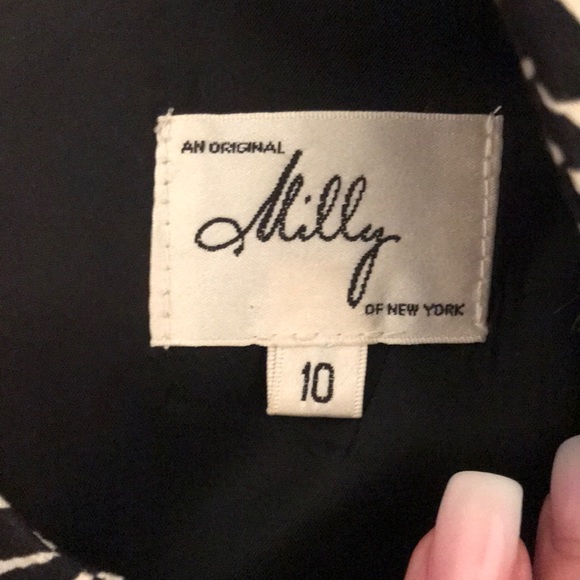 AN ORIGINAL
Milly
OF NEW YORK
10